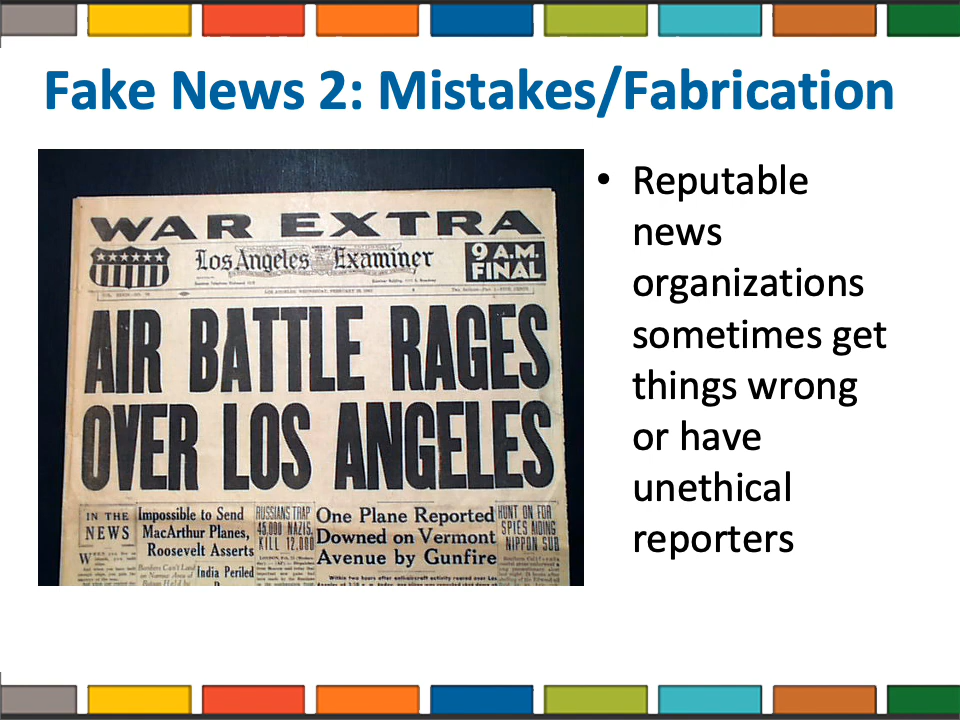 Fake News 2: Mistakes/Fabrication
WAR EXTRA
Los Angeles Examiner
9 A.M.
FINAL
AIR BATTLE RAGES
OVER LOS ANGELES
IN THE
NEWS
Impossible to Send
MacArthur Planes,
Roosevelt Asserts
India Periled
RUSSIANS TRAP
45,000 NAZIS,
KILL 12,000
One Plane Reported
Downed on Vermont
Avenue by Gunfire
HUNT ON FOR
SPIES AIDING
NIPPON SUB
• Reputable
news
organizations
sometimes get
things wrong
or have
unethical
reporters